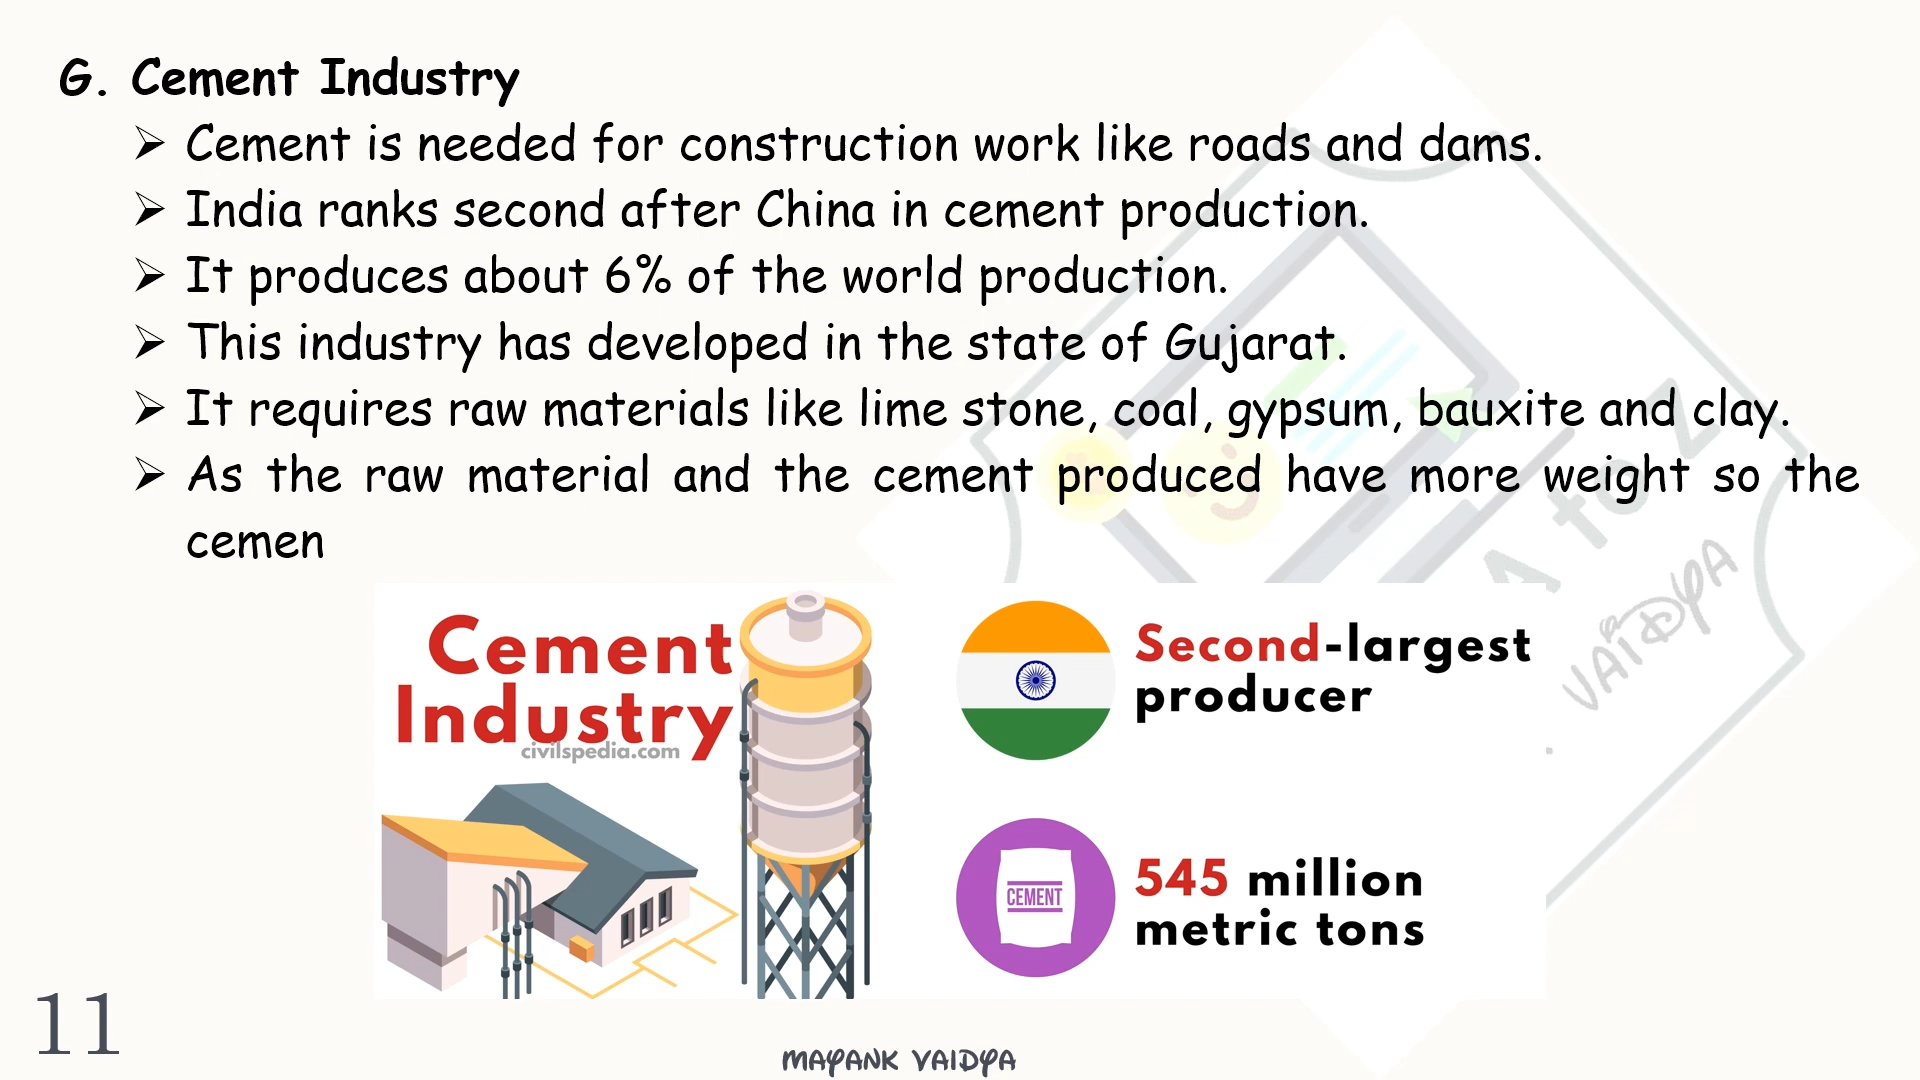 G. Cement Industry
➢ Cement is needed for construction work like roads and dams.
➢ India ranks second after China in cement production.
➢ It produces about 6% of the world production.
➢ This industry has developed in the state of Gujarat.
➢ It requires raw materials like lime stone, coal, gypsum, bauxite and clay.
➢ As the raw material and the cement produced have more weight so the
cemen
Cement
Industry
civilspedia.com
Second-largest
producer
CEMENT
545 million
metric tons
A to Z
VAIDYA
11
MAYANK VAIDYA